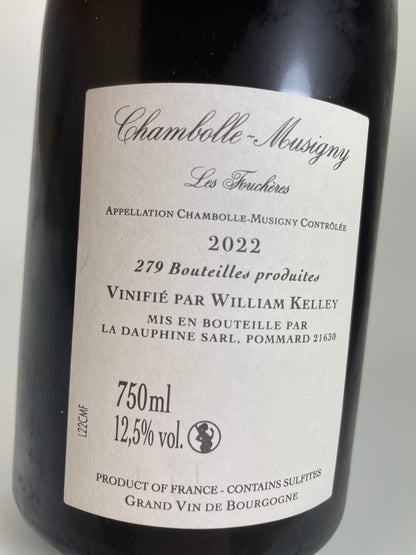 Chambolle-Musigny
Les Fouchères
APPELLATION CHAMBOLLE-MUSIGNY CONTRÔLÉE
2022
279 Bouteilles produites
VINIFIÉ PAR WILLIAM KELLEY
MIS EN BOUTEILLE PAR
LA DAUPHINE SARL, POMMARD 21630
750ml
12,5% vol.
L22CMF
PRODUCT OF FRANCE - CONTAINS SULFITES
GRAND VIN DE BOURGOGNE